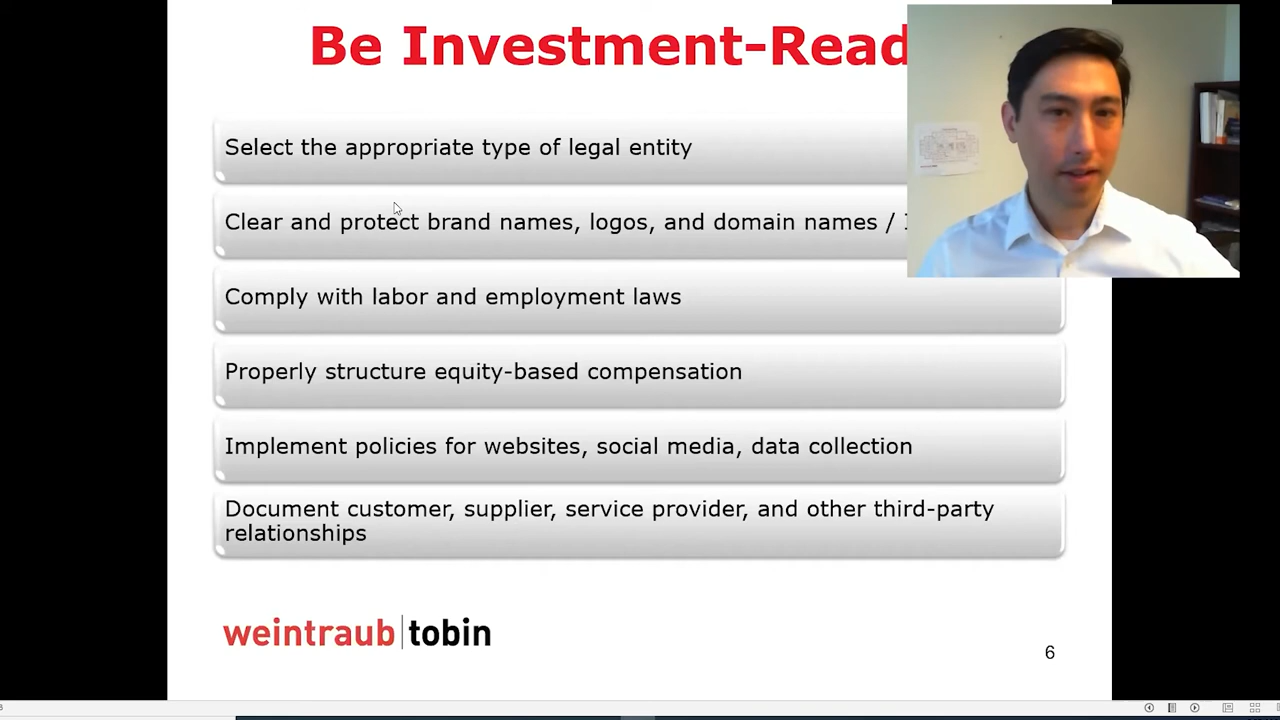 Be Investment-Read
Select the appropriate type of legal entity
Clear and protect brand names, logos, and domain names /
Comply with labor and employment laws
Properly structure equity-based compensation
Implement policies for websites, social media, data collection
Document customer, supplier, service provider, and other third-party
relationships
weintraub tobin
6